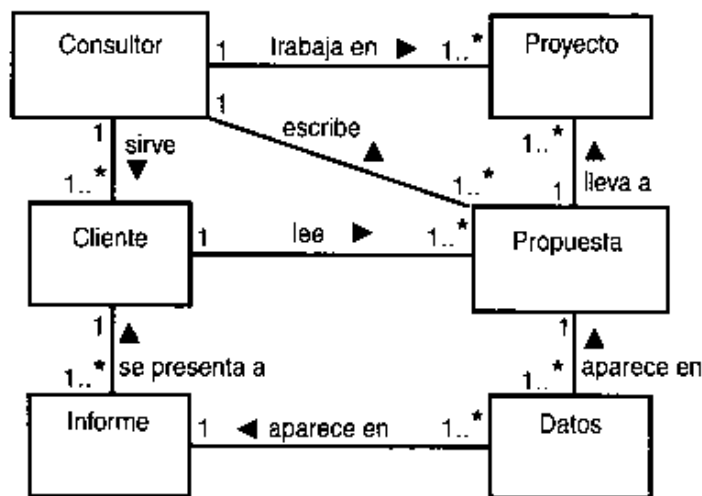 Consultor
1 trabaja en ► 1..*
Proyecto
1
1
escribe ▲
1..*
sirve ▼
1..*
1..*
1
▲ lleva a
Cliente
1 lee ► 1..*
Propuesta
1 ▲
1 ▲
1..* se presenta a
1..* aparece en
Informe
1 ◄ aparece en 1..*
Datos